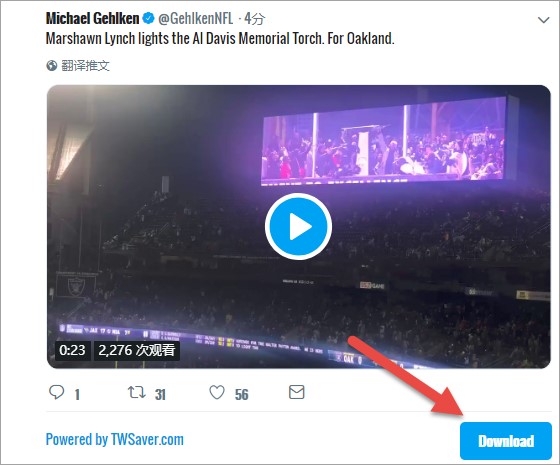 Michael Gehlken @GehlkenNFL · 4分
Marshawn Lynch lights the Al Davis Memorial Torch. For Oakland.
翻译推文
0:23 2,276 次观看
1 31 56
Powered by TWSaver.com
Download